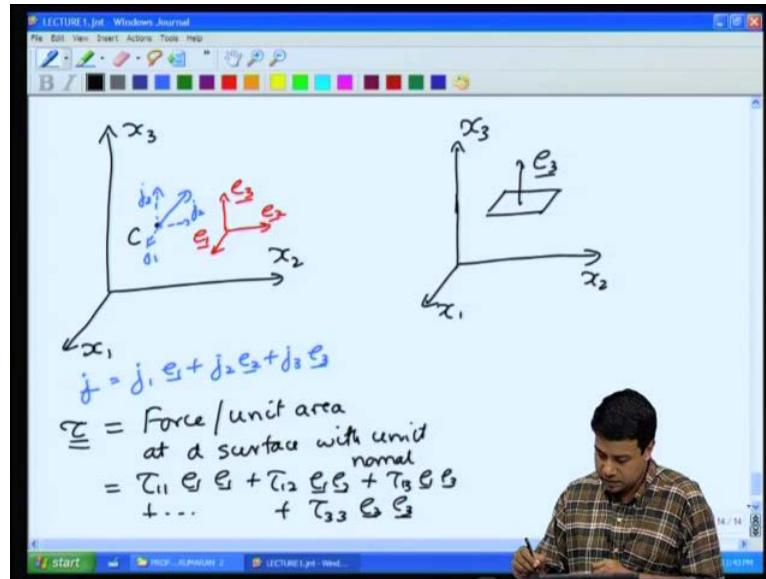 LECTURE1.jnt - Windows Journal
File Edit View Insert Actions Tools Help
B I
x₃
x₃
e₃
j₃
j₂
e₃
C
e₁
e₂
j₁
x₂
x₂
x₁
x₁
j = j₁ e₁ + j₂ e₂ + j₃ e₃
τ = Force/unit area
at a surface with unit
normal
= τ₁₁ e₁ e₁ + τ₁₂ e₁ e₂ + τ₁₃ e₁ e₃
+ ... + τ₃₃ e₃ e₃
14 / 14
start
LECTURE1.jnt - Wind...